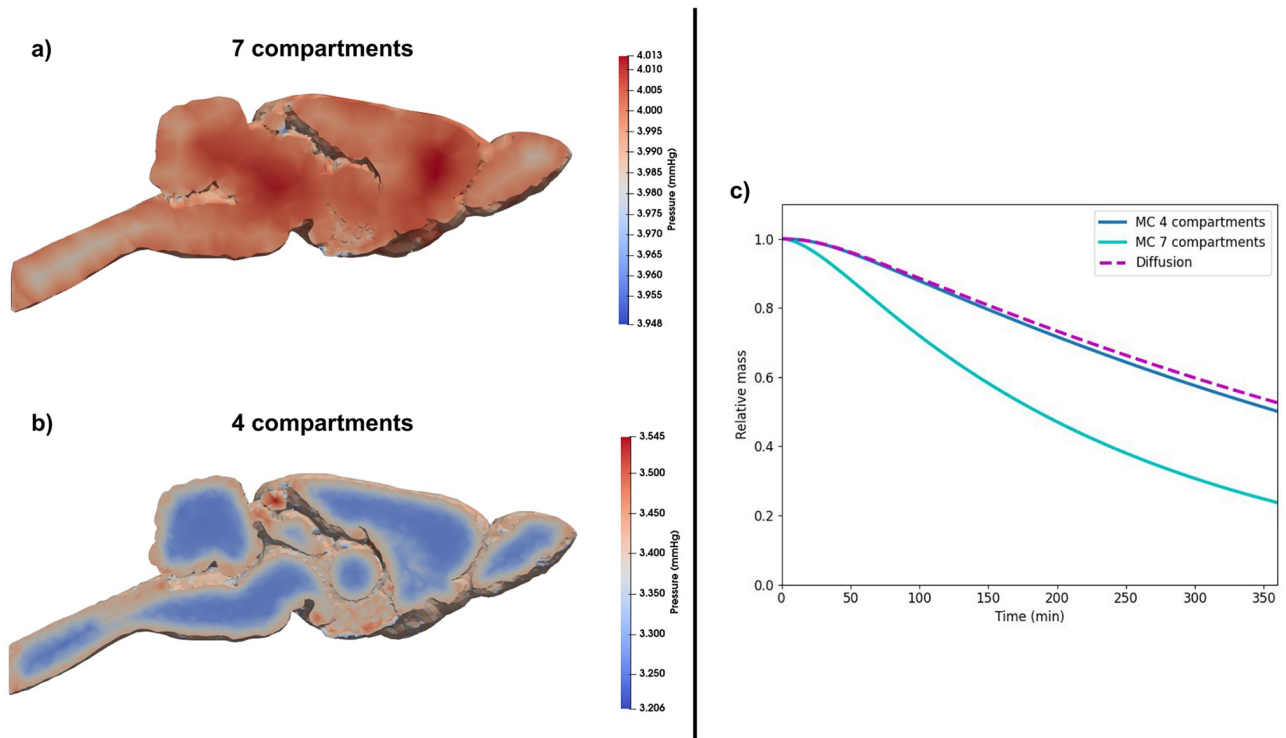 a)
7 compartments
4.013
4.010
4.005
4.000
3.995
3.990
3.985
3.980
3.975
3.970
3.965
3.960
3.955
3.948
Pressure (mmHg)
b)
4 compartments
3.545
3.500
3.450
3.400
3.350
3.300
3.250
3.206
Pressure (mmHg)
c)
MC 4 compartments
MC 7 compartments
Diffusion
1.0
0.8
0.6
0.4
0.2
0.0
Relative mass
0 50 100 150 200 250 300 350
Time (min)